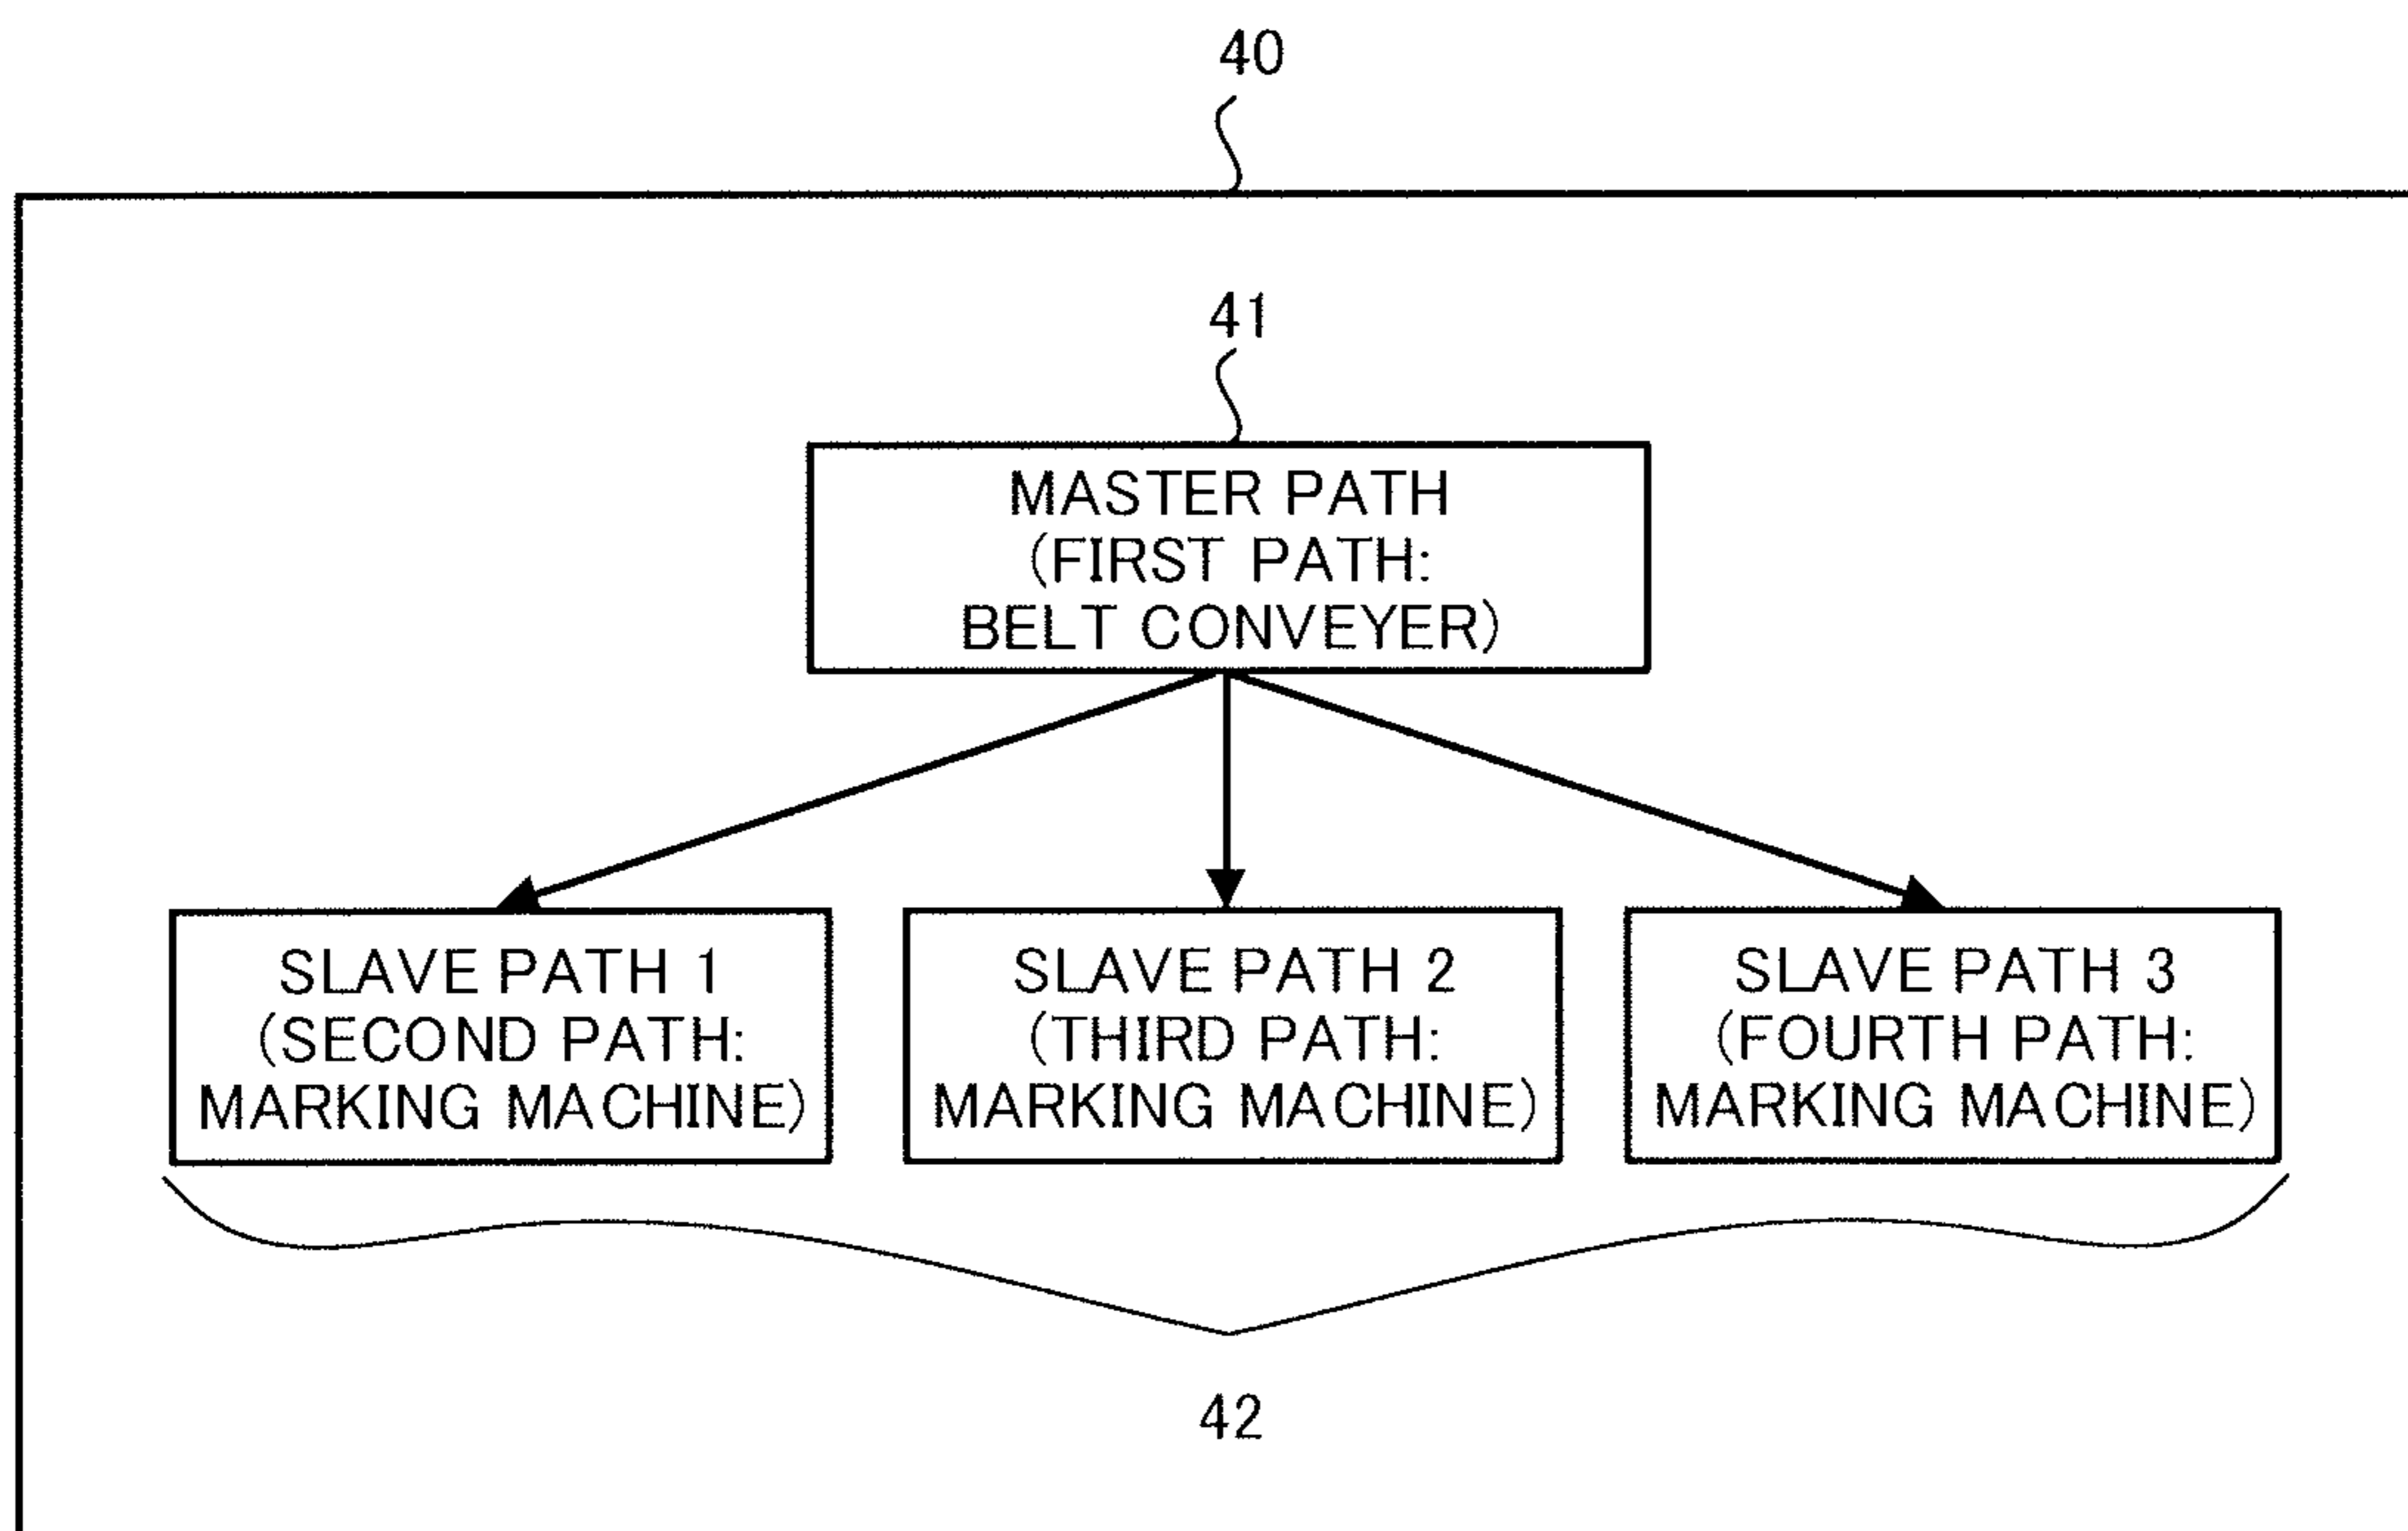 40
41
MASTER PATH
(FIRST PATH:
BELT CONVEYER)
SLAVE PATH 1
(SECOND PATH:
MARKING MACHINE)
SLAVE PATH 2
(THIRD PATH:
MARKING MACHINE)
SLAVE PATH 3
(FOURTH PATH:
MARKING MACHINE)
42